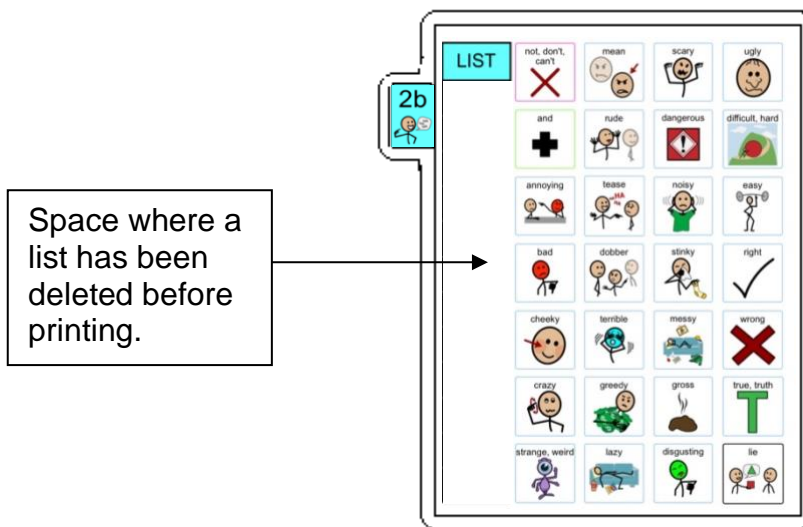 LIST
not, don't,
can't
mean
scary
ugly
2b
and
rude
dangerous
difficult, hard
annoying
tease
noisy
easy
HA
Space where a
list has been
deleted before
printing.
bad
dobber
stinky
right
cheeky
terrible
messy
wrong
crazy
greedy
gross
true, truth
T
strange, weird
lazy
disgusting
lie